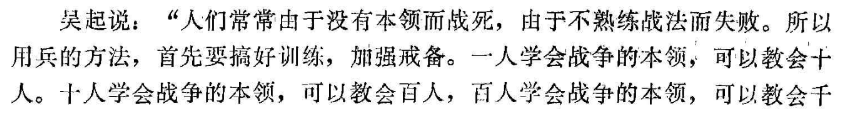 吴起说：“人们常常由于没有本领而战死，由于不熟练战法而失败。所以
用兵的方法，首先要搞好训练，加强戒备。一人学会战争的本领，可以教会十
人。十人学会战争的本领，可以教会百人，百人学会战争的本领，可以教会千